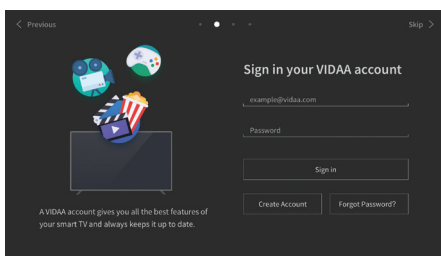 Previous
Skip
Sign in your VIDAA account
example@vidaa.com
Password
Sign in
Create Account
Forgot Password?
A VIDAA account gives you all the best features of
your smart TV and always keeps it up to date.